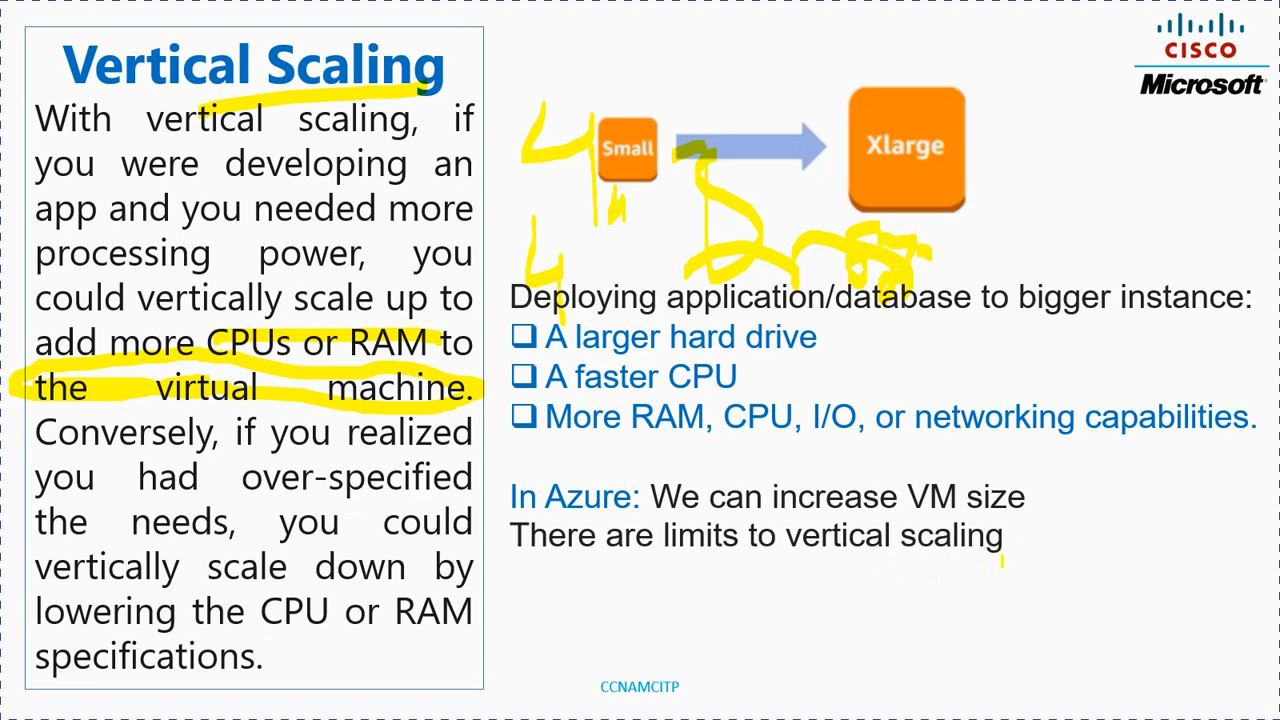 Vertical Scaling
With vertical scaling, if
you were developing an
app and you needed more
processing power, you
could vertically scale up to
add more CPUs or RAM to
the virtual machine.
Conversely, if you realized
you had over-specified
the needs, you could
vertically scale down by
lowering the CPU or RAM
specifications.
CISCO
Microsoft
Small
Xlarge
4
4
Deploying application/database to bigger instance:
❑ A larger hard drive
❑ A faster CPU
❑ More RAM, CPU, I/O, or networking capabilities.
In Azure: We can increase VM size
There are limits to vertical scaling
CCNAMCITP